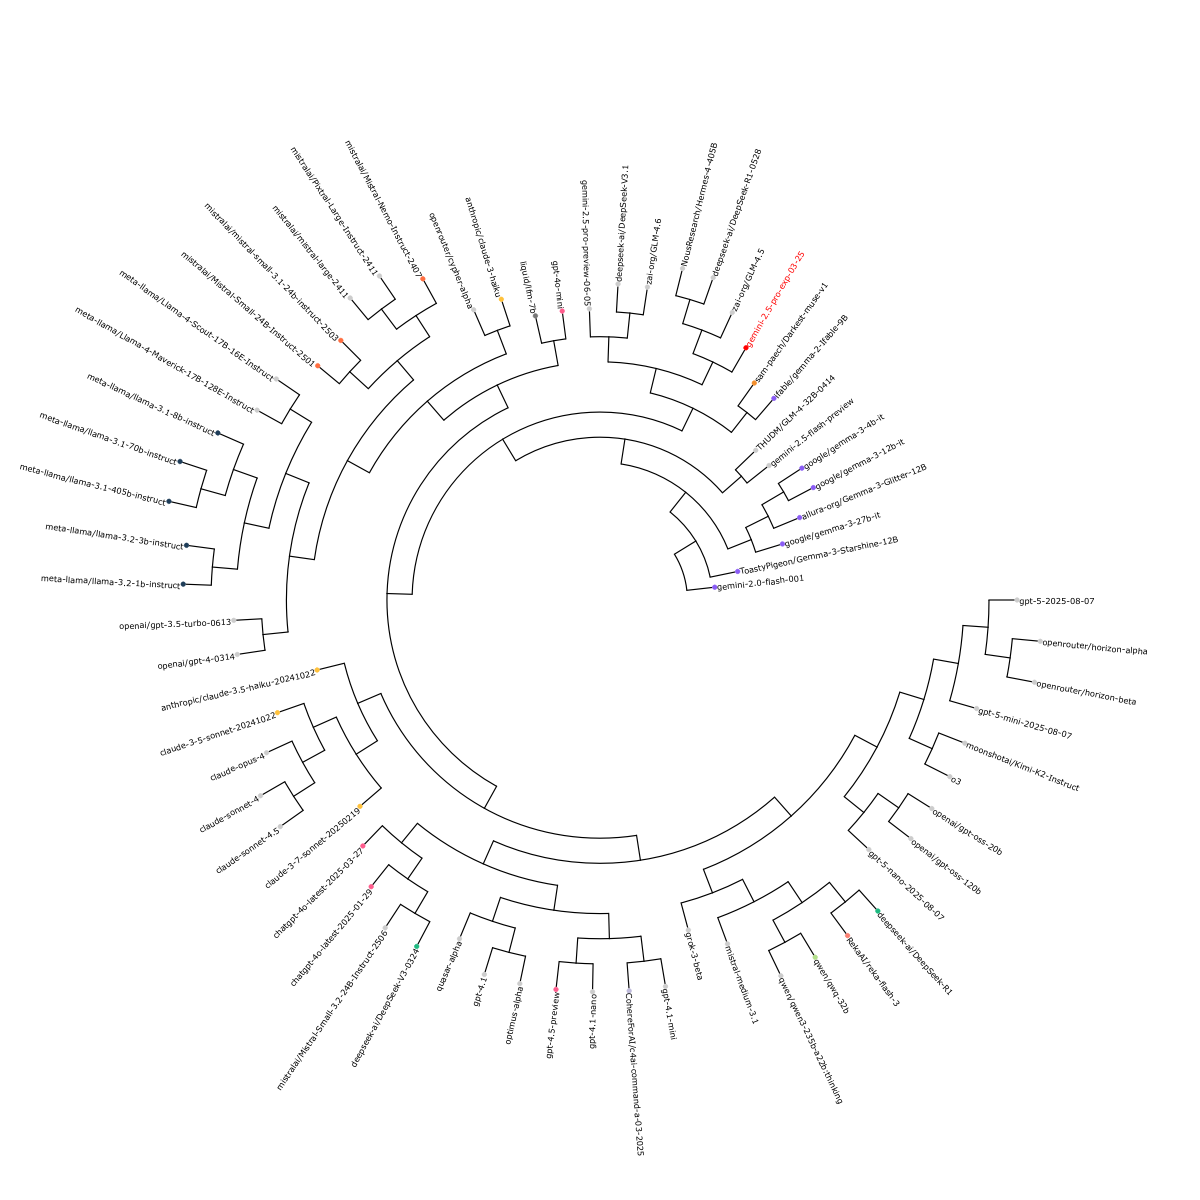 gpt-5-2025-08-07
openrouter/horizon-alpha
openrouter/horizon-beta
gpt-5-mini-2025-08-07
moonshotai/Kimi-K2-Instruct
o3
openai/gpt-oss-20b
openai/gpt-oss-120b
gpt-5-nano-2025-08-07
deepseek-ai/DeepSeek-R1
RekaAI/reka-flash-3
qwen/qwq-32b
qwen/qwen3-235b-a22b:thinking
mistral-medium-3.1
grok-3-beta
gpt-4.1-mini
CohereForAI/c4ai-command-a-03-2025
gpt-4.1-nano
gpt-4.5-preview
optimus-alpha
gpt-4.1
quasar-alpha
deepseek-ai/DeepSeek-V3-0324
mistralai/Mistral-Small-3.2-24B-Instruct-2506
chatgpt-4o-latest-2025-01-29
chatgpt-4o-latest-2025-03-27
claude-3-7-sonnet-20250219
claude-sonnet-4.5
claude-sonnet-4
claude-opus-4
claude-3-5-sonnet-20241022
anthropic/claude-3.5-haiku-20241022
openai/gpt-4-0314
openai/gpt-3.5-turbo-0613
meta-llama/llama-3.2-1b-instruct
meta-llama/llama-3.2-3b-instruct
meta-llama/llama-3.1-405b-instruct
meta-llama/llama-3.1-70b-instruct
meta-llama/llama-3.1-8b-instruct
meta-llama/Llama-4-Maverick-17B-128E-Instruct
meta-llama/Llama-4-Scout-17B-16E-Instruct
mistralai/Mistral-Small-24B-Instruct-2501
mistralai/mistral-small-3.1-24b-instruct-2503
mistralai/mistral-large-2411
mistralai/Pixtral-Large-Instruct-2411
mistralai/Mistral-Nemo-Instruct-2407
openrouter/cypher-alpha
anthropic/claude-3-haiku
liquid/lfm-7b
gpt-4o-mini
gemini-2.5-pro-preview-06-05
deepseek-ai/DeepSeek-V3.1
zai-org/GLM-4.6
NousResearch/Hermes-4-405B
deepseek-ai/DeepSeek-R1-0528
zai-org/GLM-4.5
gemini-2.5-pro-exp-03-25
sam-paech/Darkest-muse-v1
ifable/gemma-2-Ifable-9B
THUDM/GLM-4-32B-0414
gemini-2.5-flash-preview
google/gemma-3-4b-it
google/gemma-3-12b-it
allura-org/Gemma-3-Glitter-12B
google/gemma-3-27b-it
ToastyPigeon/Gemma-3-Starshine-12B
gemini-2.0-flash-001